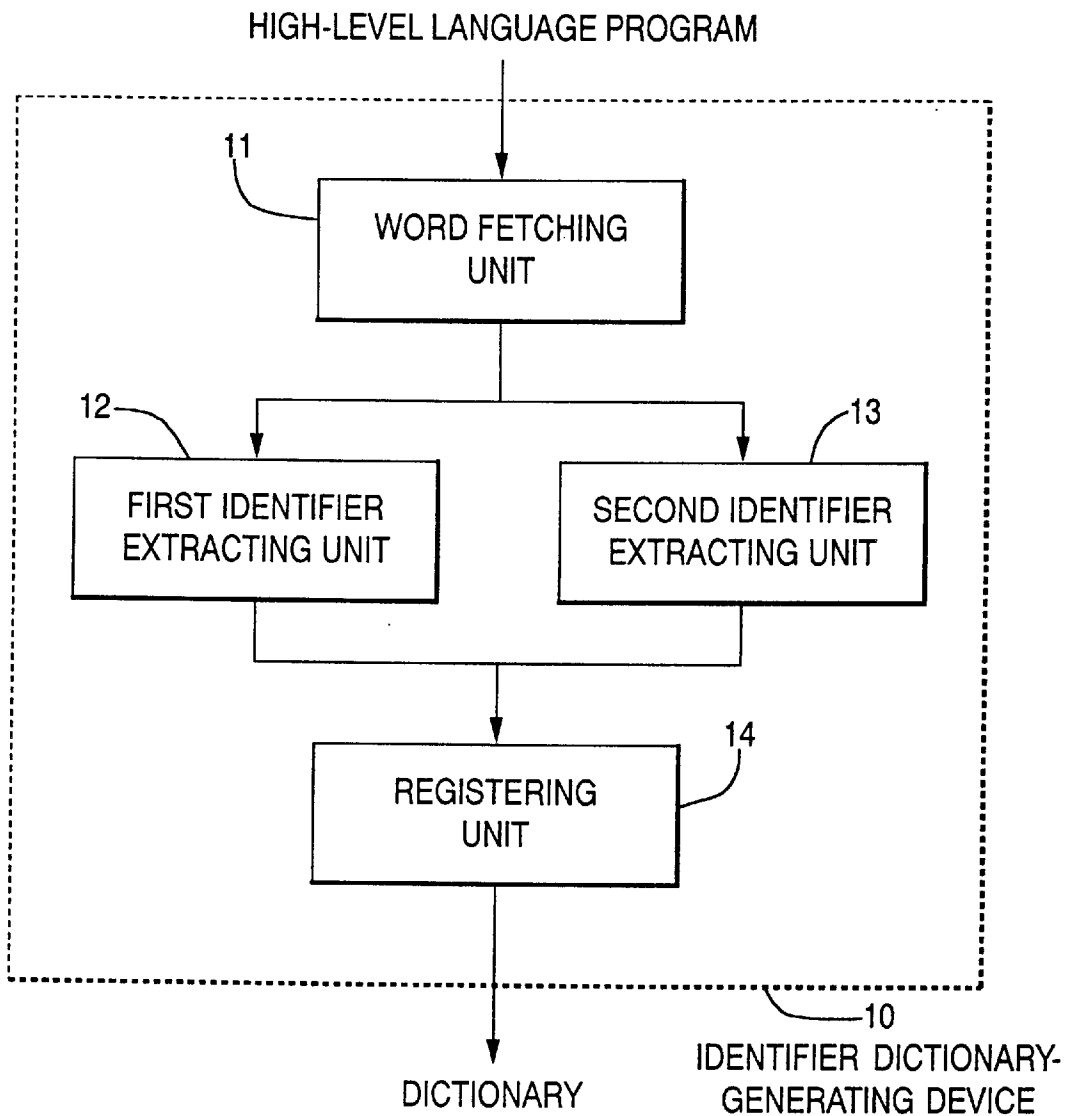 HIGH-LEVEL LANGUAGE PROGRAM
11
WORD FETCHING
UNIT
12
13
FIRST IDENTIFIER
EXTRACTING UNIT
SECOND IDENTIFIER
EXTRACTING UNIT
14
REGISTERING
UNIT
10
IDENTIFIER DICTIONARY-
GENERATING DEVICE
DICTIONARY